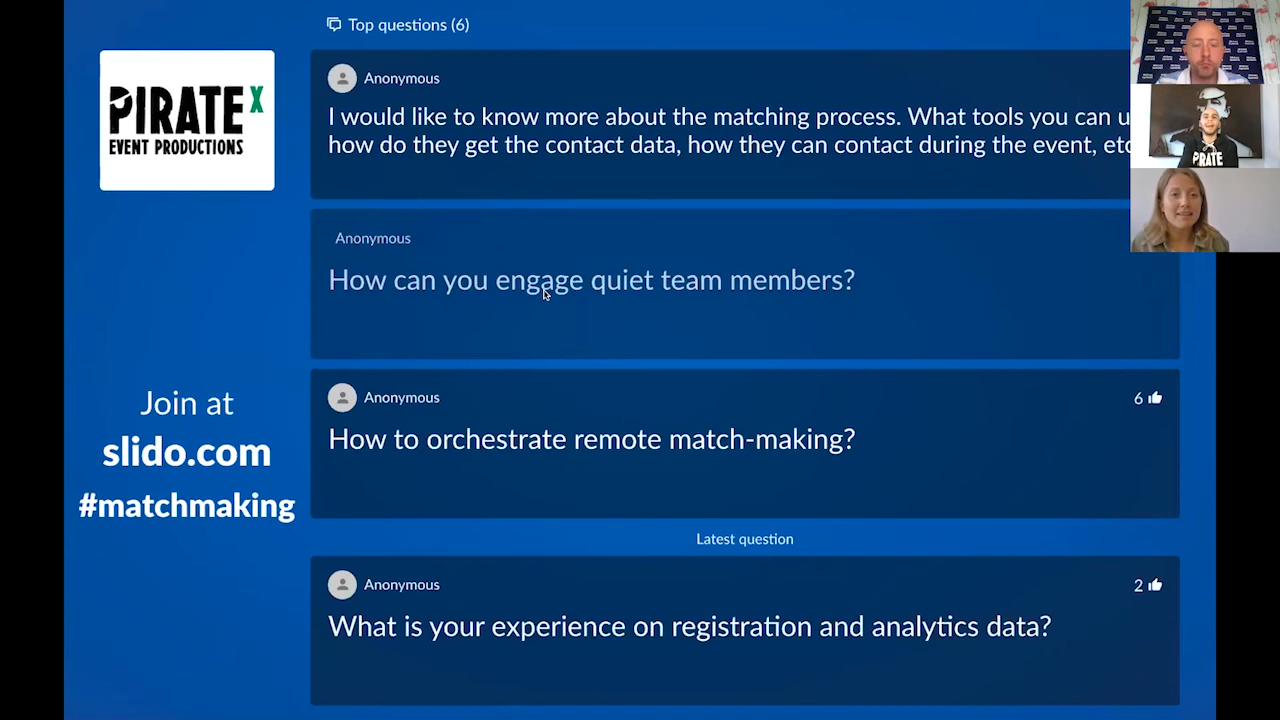 Top questions (6)
PIRATE X
EVENT PRODUCTIONS
Anonymous
I would like to know more about the matching process. What tools you can u
how do they get the contact data, how they can contact during the event, etc
PIRATE
Anonymous
How can you engage quiet team members?
Join at
slido.com
#matchmaking
Anonymous
6
How to orchestrate remote match-making?
Latest question
Anonymous
2
What is your experience on registration and analytics data?